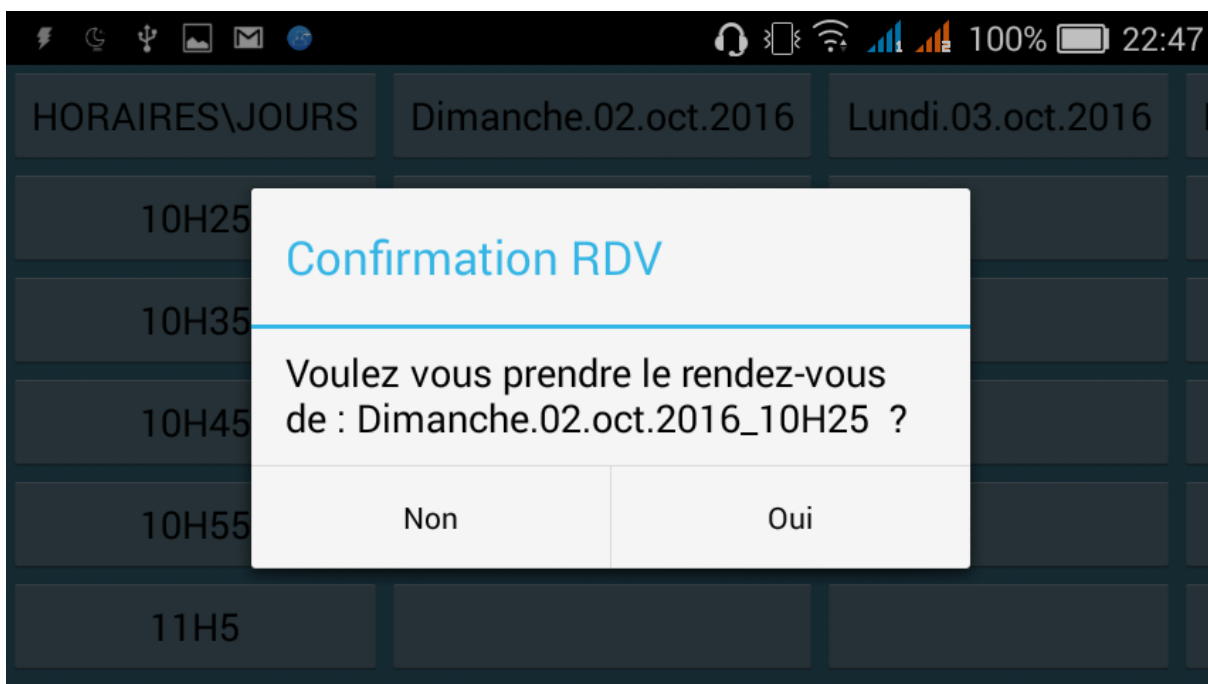 100% 22:47
HORAIRES\JOURS Dimanche.02.oct.2016 Lundi.03.oct.2016
10H25
Confirmation RDV
10H35
Voulez vous prendre le rendez-vous
10H45
de : Dimanche.02.oct.2016_10H25 ?
10H55
Non Oui
11H5